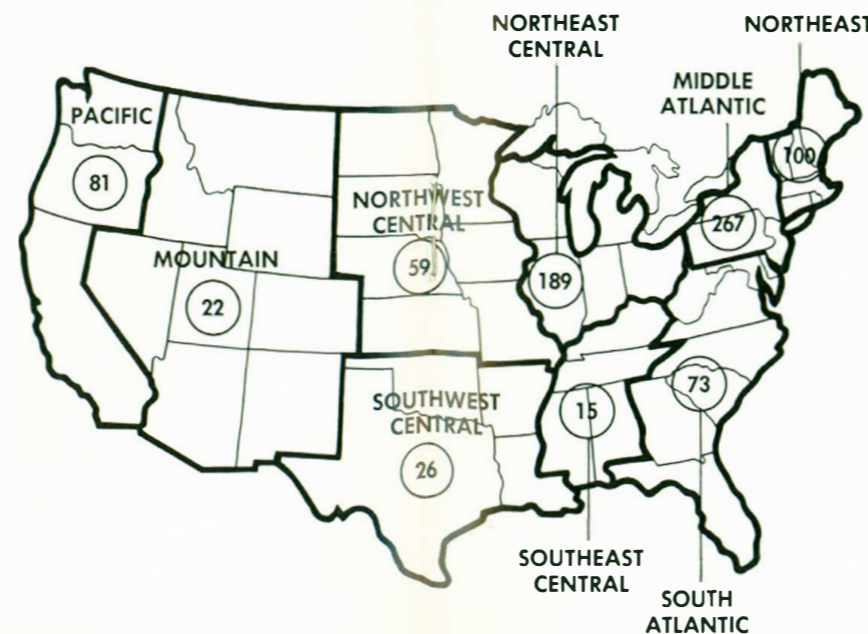 NORTHEAST
CENTRAL
NORTHEAST
MIDDLE
ATLANTIC
PACIFIC
81
100
NORTHWEST
CENTRAL
267
MOUNTAIN
59
189
22
SOUTHWEST
CENTRAL
73
15
26
SOUTHEAST
CENTRAL
SOUTH
ATLANTIC